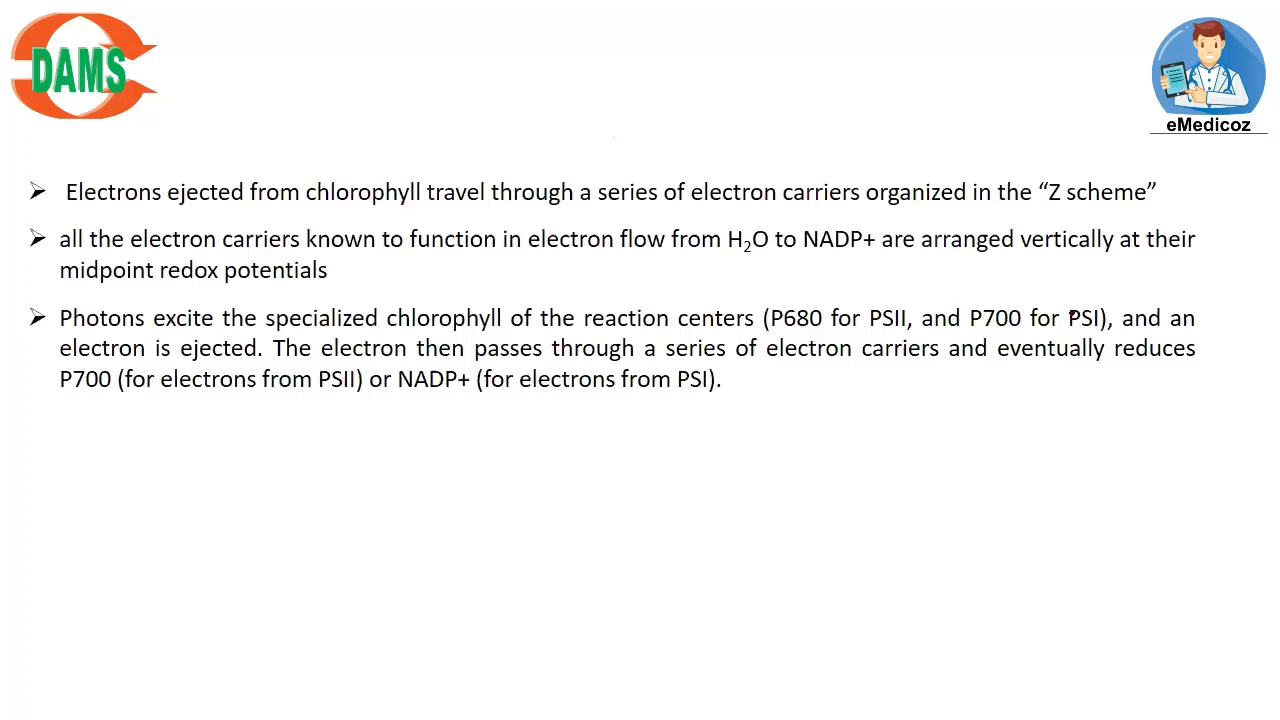 DAMS
eMedicoz
➢ Electrons ejected from chlorophyll travel through a series of electron carriers organized in the “Z scheme”
➢ all the electron carriers known to function in electron flow from H₂O to NADP+ are arranged vertically at their
midpoint redox potentials
➢ Photons excite the specialized chlorophyll of the reaction centers (P680 for PSII, and P700 for PSI), and an
electron is ejected. The electron then passes through a series of electron carriers and eventually reduces
P700 (for electrons from PSII) or NADP+ (for electrons from PSI).